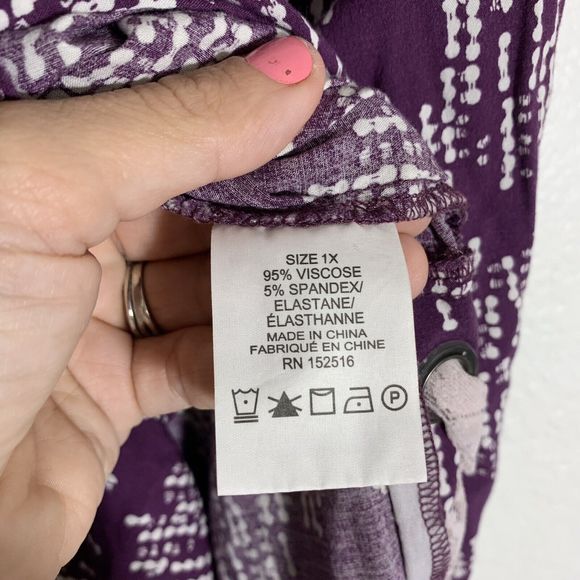 SIZE 1X
95% VISCOSE
5% SPANDEX/
ELASTANE/
ÉLASTHANNE
MADE IN CHINA
FABRIQUÉ EN CHINE
RN 152516
P